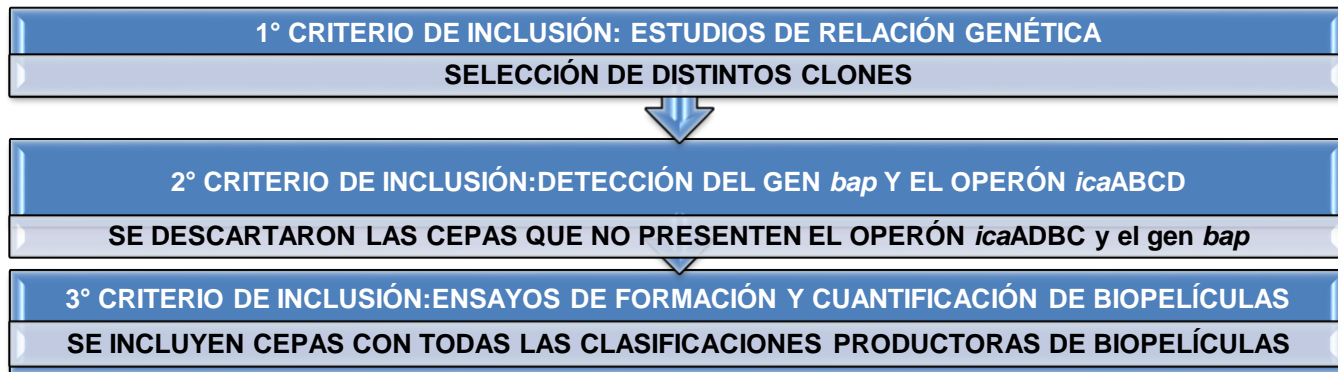 1° CRITERIO DE INCLUSIÓN: ESTUDIOS DE RELACIÓN GENÉTICA
SELECCIÓN DE DISTINTOS CLONES
2° CRITERIO DE INCLUSIÓN:DETECCIÓN DEL GEN bap Y EL OPERÓN icaABCD
SE DESCARTARON LAS CEPAS QUE NO PRESENTEN EL OPERÓN icaADBC y el gen bap
3° CRITERIO DE INCLUSIÓN:ENSAYOS DE FORMACIÓN Y CUANTIFICACIÓN DE BIOPELÍCULAS
SE INCLUYEN CEPAS CON TODAS LAS CLASIFICACIONES PRODUCTORAS DE BIOPELÍCULAS